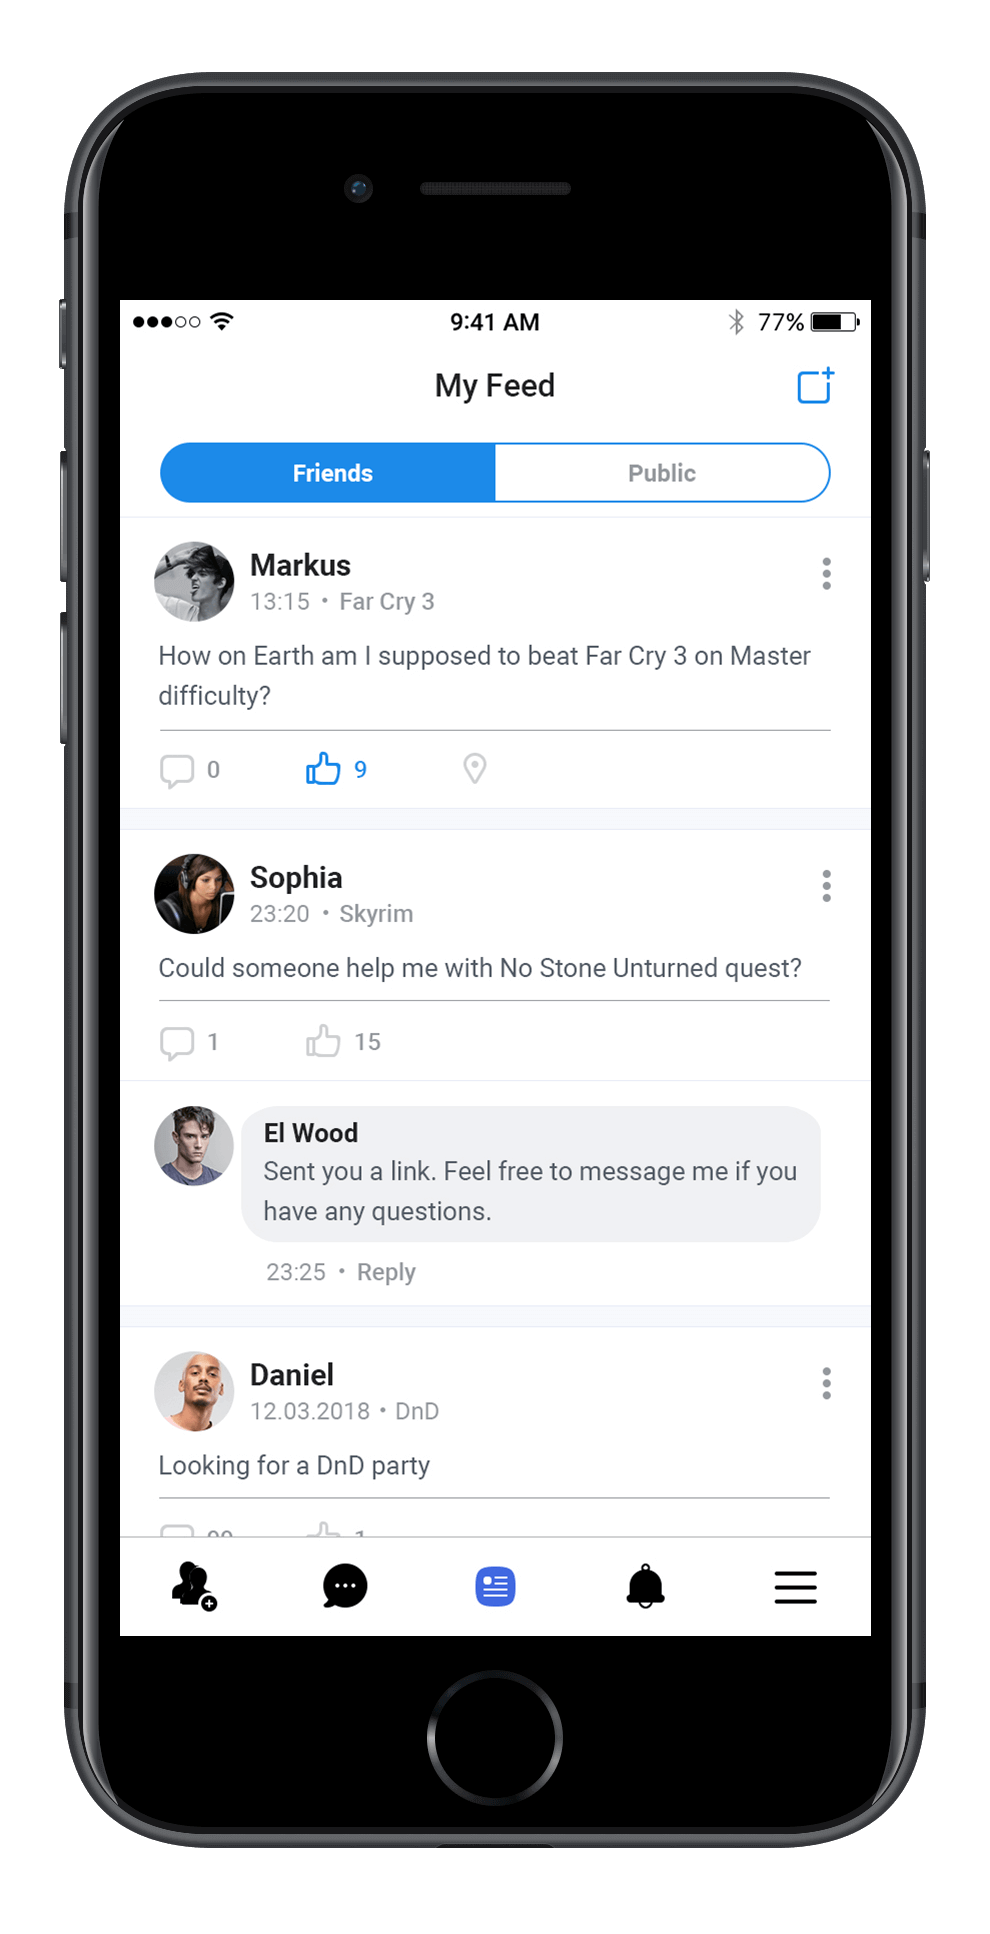 9:41 AM 77%
My Feed
Friends Public
Markus
13:15 • Far Cry 3
How on Earth am I supposed to beat Far Cry 3 on Master
difficulty?
0 9
Sophia
23:20 • Skyrim
Could someone help me with No Stone Unturned quest?
1 15
El Wood
Sent you a link. Feel free to message me if you
have any questions.
23:25 • Reply
Daniel
12.03.2018 • DnD
Looking for a DnD party
1